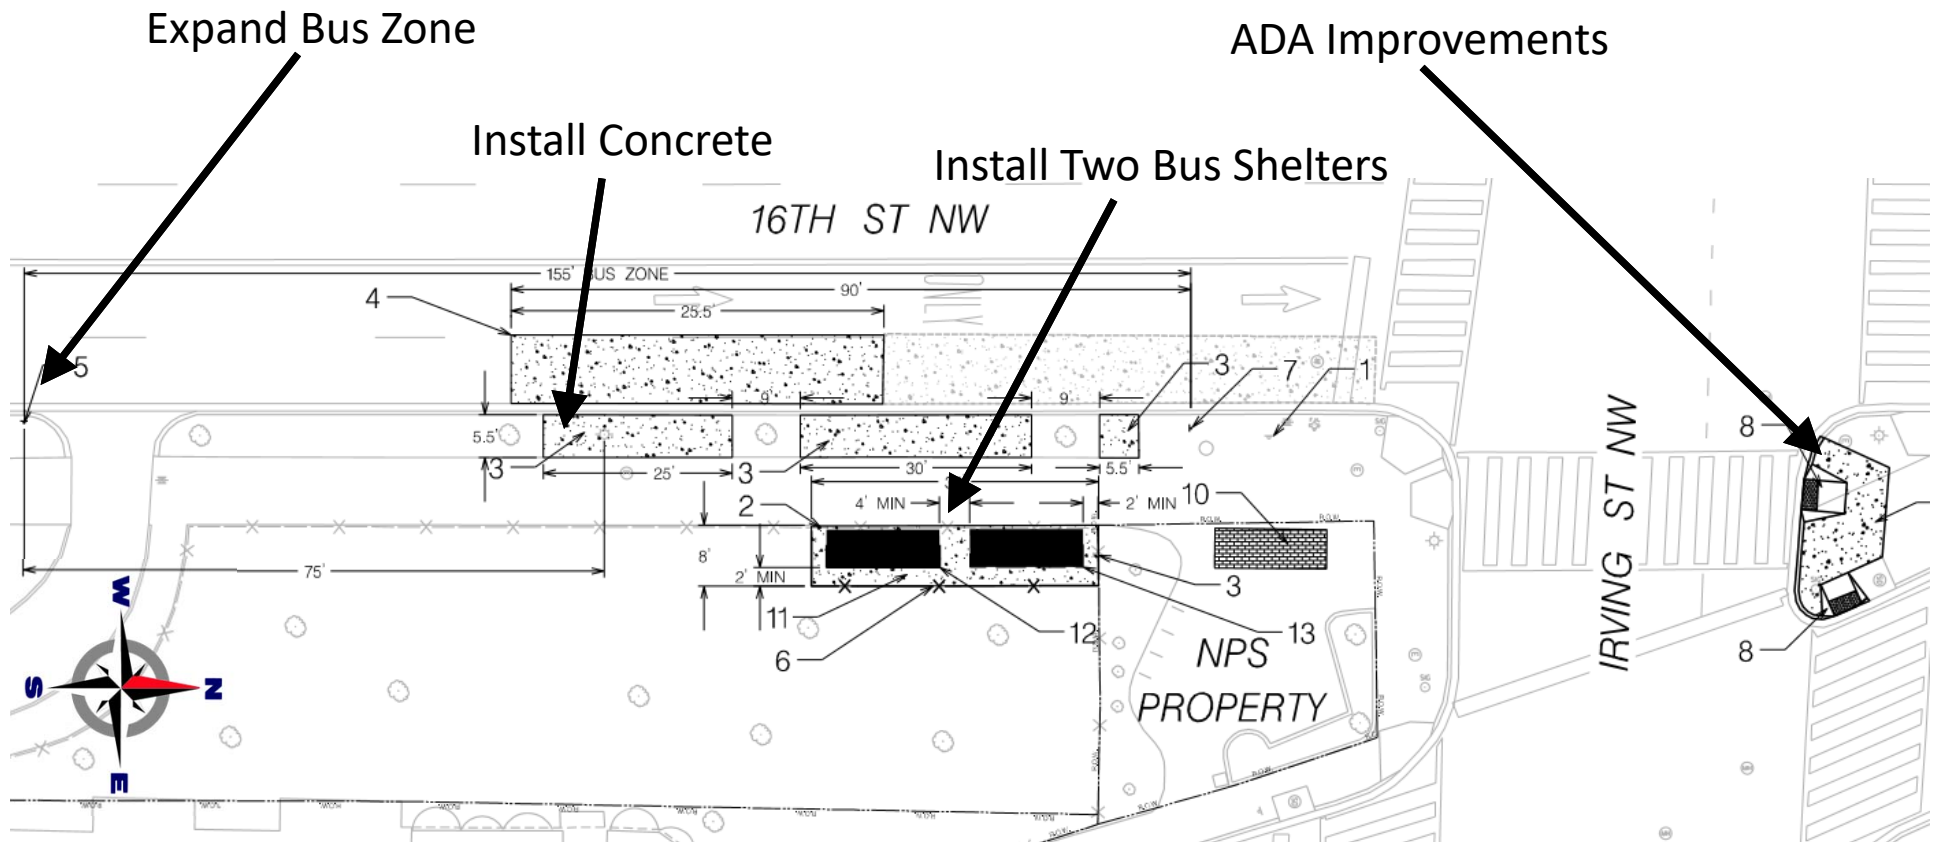 Expand Bus Zone
ADA Improvements
Install Concrete
Install Two Bus Shelters
16TH ST NW
155' BUS ZONE
90'
4
25.5'
ONLY
5
3
7
1
9'
9'
5.5'
3
25'
3
30'
5.5'
8
2
4' MIN
2' MIN
10
8'
2' MIN
75'
3
11
12
13
6
NPS
PROPERTY
IRVING ST NW
8
W
S
N
E
R.O.W.
R.O.W.